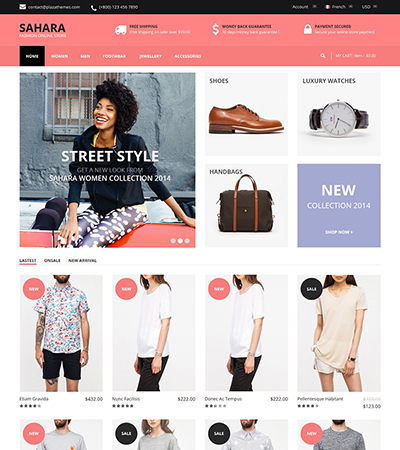 contact@plazathemes.com (+800) 123 456 7890 Account French USD
SAHARA
FASHION ONLINE STORE
FREE SHIPPING
Free shipping on oder over $99.00
MONEY BACK GUARANTEE
30 days money back guarantee!
PAYMENT SECURED
Secure your online store payment
HOME WOMEN MEN FOOTWEAR JEWELLERY ACCESSORIES
MY CART: item - $0.00
STREET STYLE
GET A NEW LOOK FROM
SAHARA WOMEN COLLECTION 2014
SHOES
LUXURY WATCHES
HANDBAGS
NEW
COLLECTION 2014
SHOP NOW >
LASTEST ONSALE NEW ARRIVAL
NEW
NEW
NEW
SALE
Etiam Gravida $432.00
Nunc Facilisis $222.00
Donec Ac Tempus $222.00
Pellentesque Habitant
$123.00
NEW
SALE
NEW
NEW